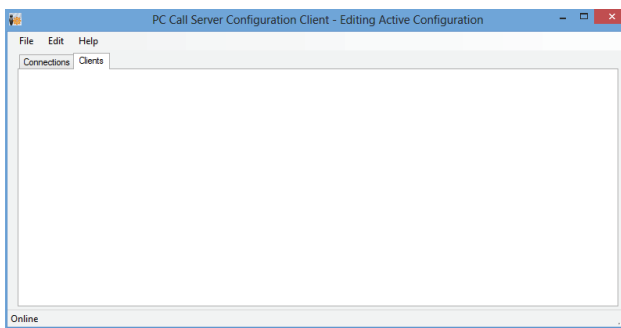 PC Call Server Configuration Client - Editing Active Configuration
File Edit Help
Connections Clients
Online